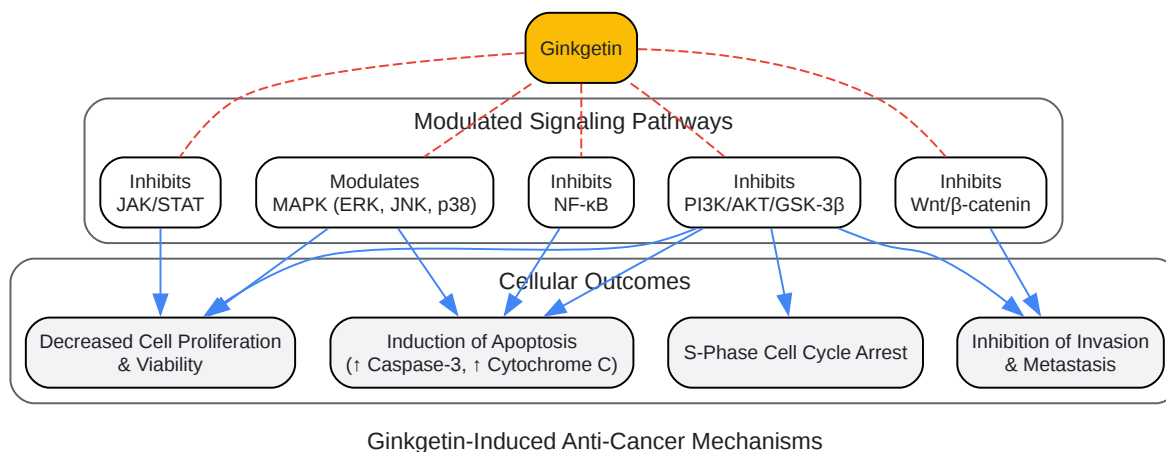 Ginkgetin
Modulated Signaling Pathways
Inhibits
JAK/STAT
Modulates
MAPK (ERK, JNK, p38)
Inhibits
NF-κB
Inhibits
PI3K/AKT/GSK-3β
Inhibits
Wnt/β-catenin
Cellular Outcomes
Decreased Cell Proliferation
& Viability
Induction of Apoptosis
(↑ Caspase-3, ↑ Cytochrome C)
S-Phase Cell Cycle Arrest
Inhibition of Invasion
& Metastasis
Ginkgetin-Induced Anti-Cancer Mechanisms